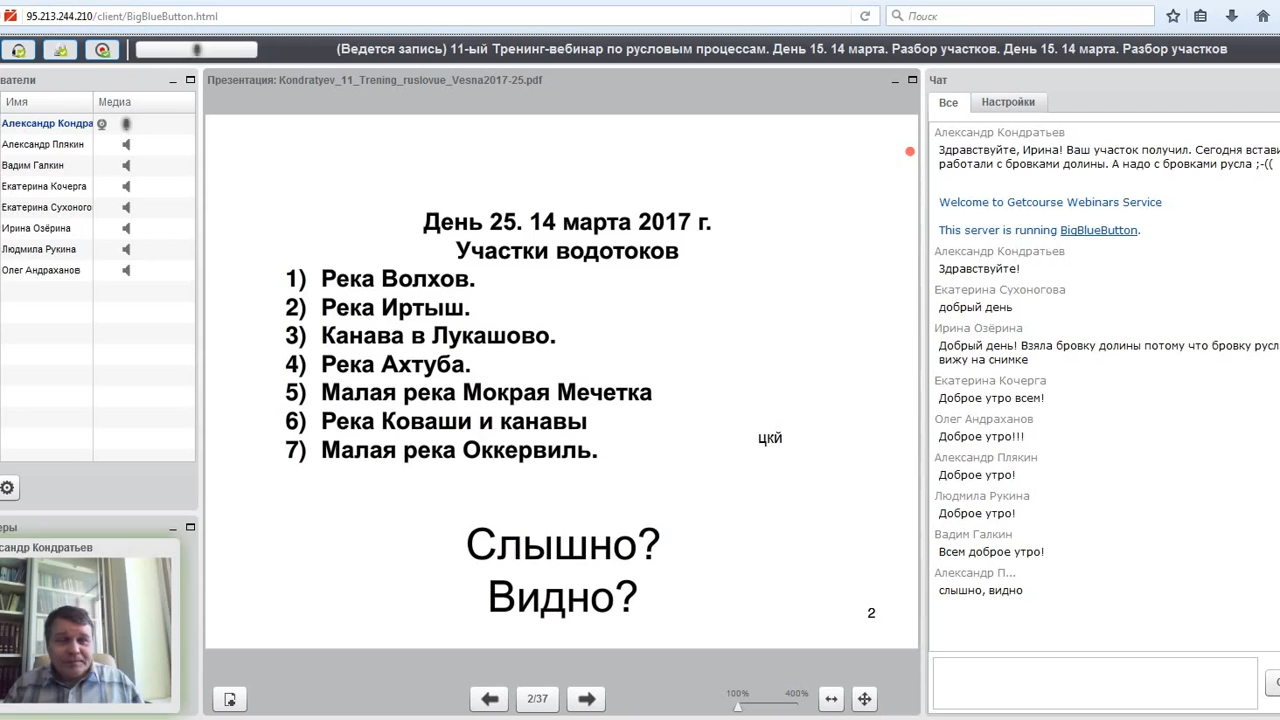 95.213.244.210/client/BigBlueButton.html
Поиск
(Ведется запись) 11-ый Тренинг-вебинар по русловым процессам. День 15. 14 марта. Разбор участков. День 15. 14 марта. Разбор участков
ватели
Имя
Медиа
Александр Кондра
Александр Плякин
Вадим Галкин
Екатерина Кочерга
Екатерина Сухоного
Ирина Озёрина
Людмила Рукина
Олег Андраханов
еры
сандр Кондратьев
Презентация: Kondratyev_11_Trening_ruslovue_Vesna2017-25.pdf
День 25. 14 марта 2017 г.
Участки водотоков
1) Река Волхов.
2) Река Иртыш.
3) Канава в Лукашово.
4) Река Ахтуба.
5) Малая река Мокрая Мечетка
6) Река Коваши и канавы
7) Малая река Оккервиль.
цкй
Слышно?
Видно?
2
2/37
100%
400%
Чат
Все
Настройки
Александр Кондратьев
Здравствуйте, Ирина! Ваш участок получил. Сегодня встави
работали с бровками долины. А надо с бровками русла ;-((
Welcome to Getcourse Webinars Service
This server is running BigBlueButton.
Александр Кондратьев
Здравствуйте!
Екатерина Сухоногова
добрый день
Ирина Озёрина
Добрый день! Взяла бровку долины потому что бровку русл
вижу на снимке
Екатерина Кочерга
Доброе утро всем!
Олег Андраханов
Доброе утро!!!
Александр Плякин
Доброе утро!
Людмила Рукина
Доброе утро!
Вадим Галкин
Всем доброе утро!
Александр П...
слышно, видно